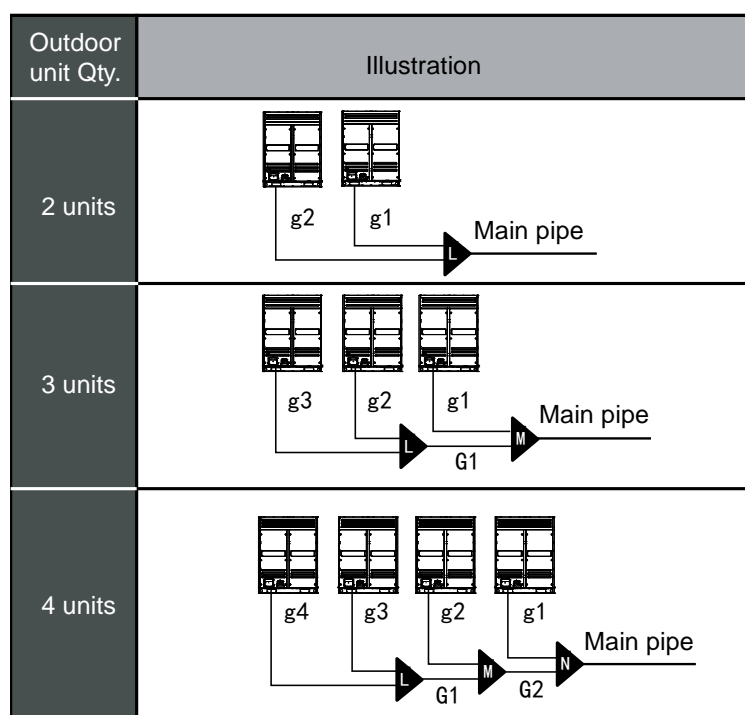 Outdoor
unit Qty.
Illustration
2 units
g2 g1
Main pipe
L
3 units
g3 g2 g1
Main pipe
L M
G1
4 units
g4 g3 g2 g1
Main pipe
L M N
G1 G2